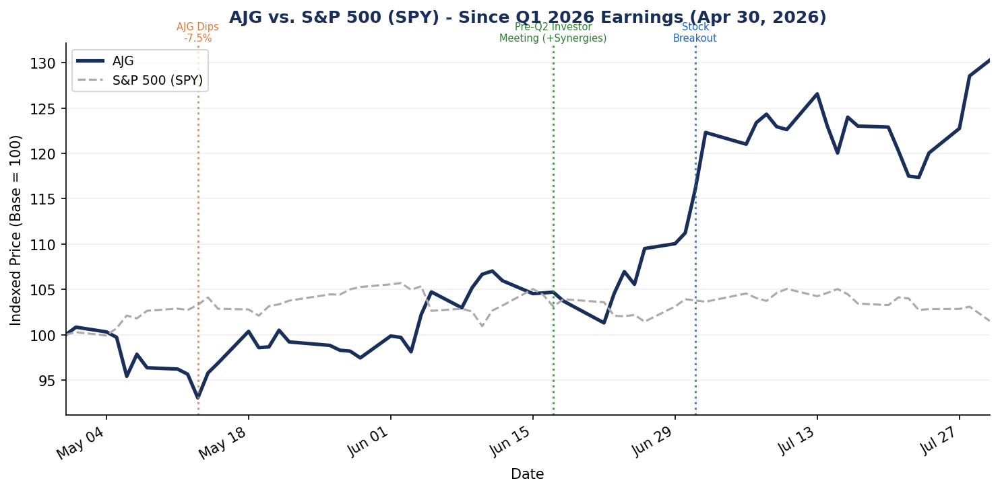 AJG vs. S&P 500 (SPY) - Since Q1 2026 Earnings (Apr 30, 2026)
AJG Dips
-7.5%
Pre-Q2 Investor
Meeting (+Synergies)
Stock
Breakout
AJG
S&P 500 (SPY)
Indexed Price (Base = 100)
130
125
120
115
110
105
100
95
May 04
May 18
Jun 01
Jun 15
Jun 29
Jul 13
Jul 27
Date